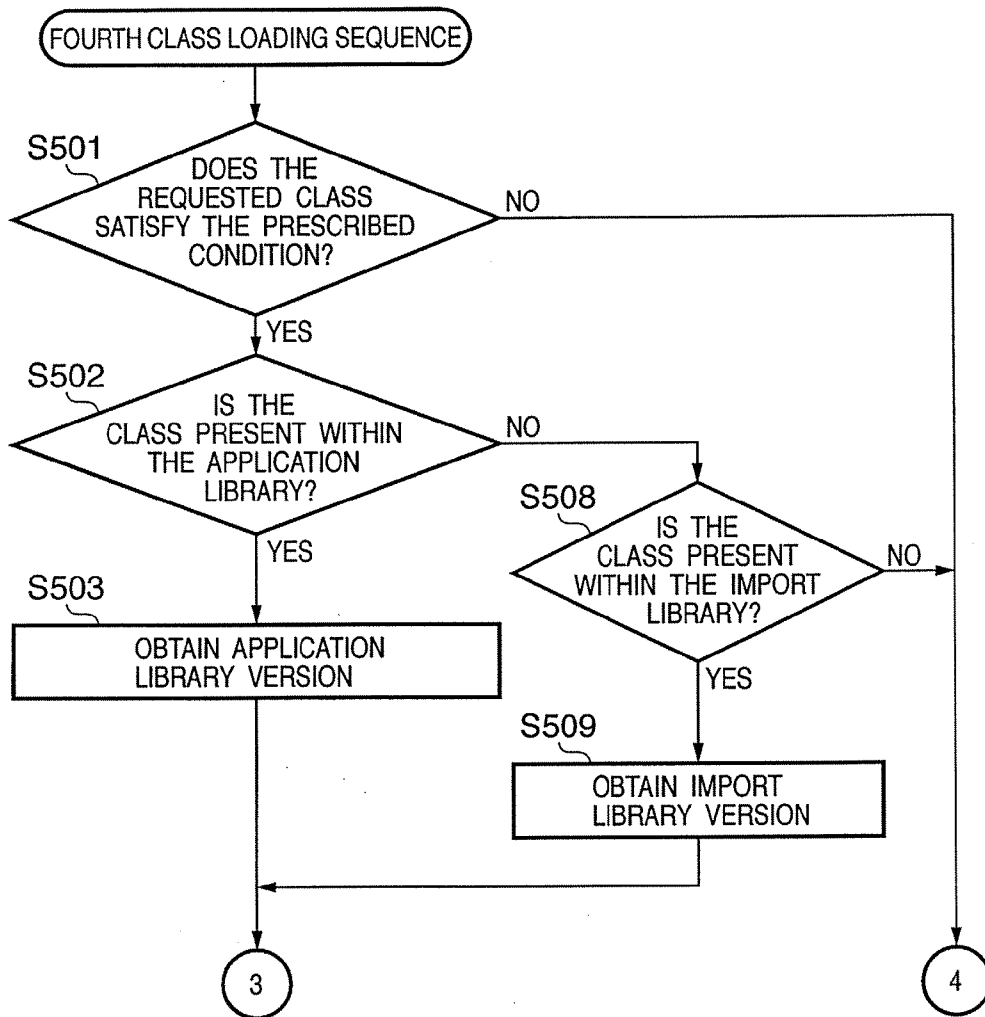 FOURTH CLASS LOADING SEQUENCE
S501
DOES THE
REQUESTED CLASS
SATISFY THE PRESCRIBED
CONDITION?
NO
YES
S502
IS THE
CLASS PRESENT WITHIN
THE APPLICATION
LIBRARY?
NO
YES
S508
IS THE
CLASS PRESENT
WITHIN THE IMPORT
LIBRARY?
NO
YES
S503
OBTAIN APPLICATION
LIBRARY VERSION
S509
OBTAIN IMPORT
LIBRARY VERSION
3
4